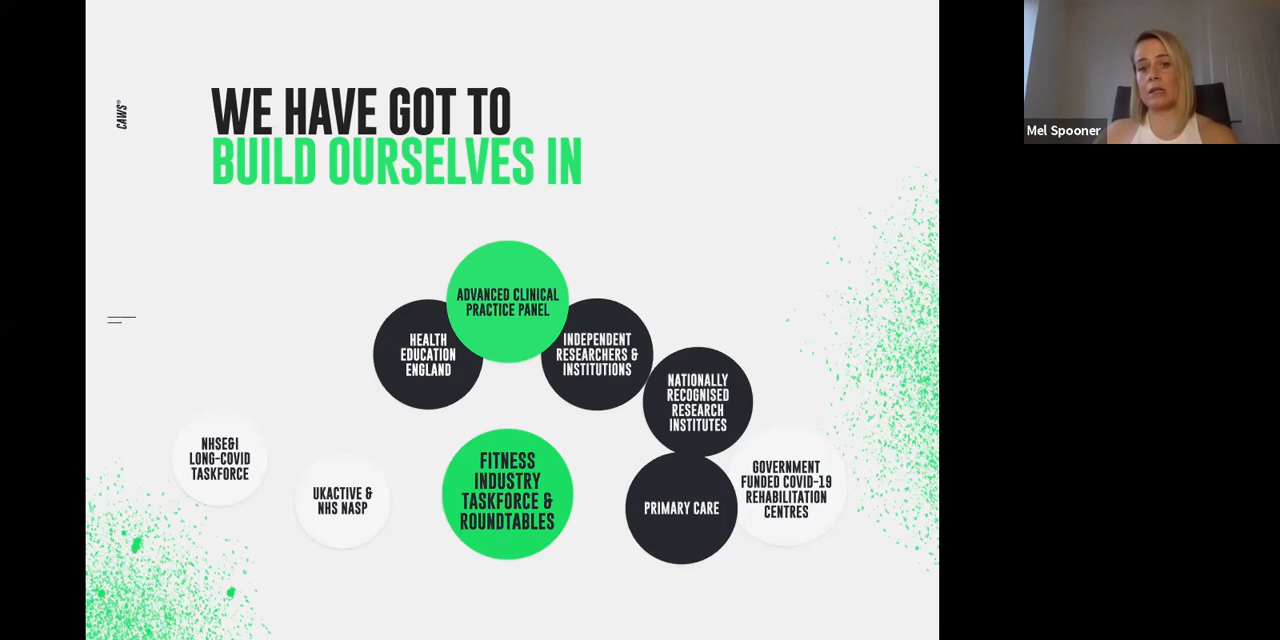 CAWS®
WE HAVE GOT TO
BUILD OURSELVES IN
ADVANCED CLINICAL
PRACTICE PANEL
HEALTH
EDUCATION
ENGLAND
INDEPENDENT
RESEARCHERS &
INSTITUTIONS
NATIONALLY
RECOGNISED
RESEARCH
INSTITUTES
NHSE&I
LONG-COVID
TASKFORCE
UKACTIVE &
NHS NASP
FITNESS
INDUSTRY
TASKFORCE &
ROUNDTABLES
PRIMARY CARE
GOVERNMENT
FUNDED COVID-19
REHABILITATION
CENTRES
Mel Spooner